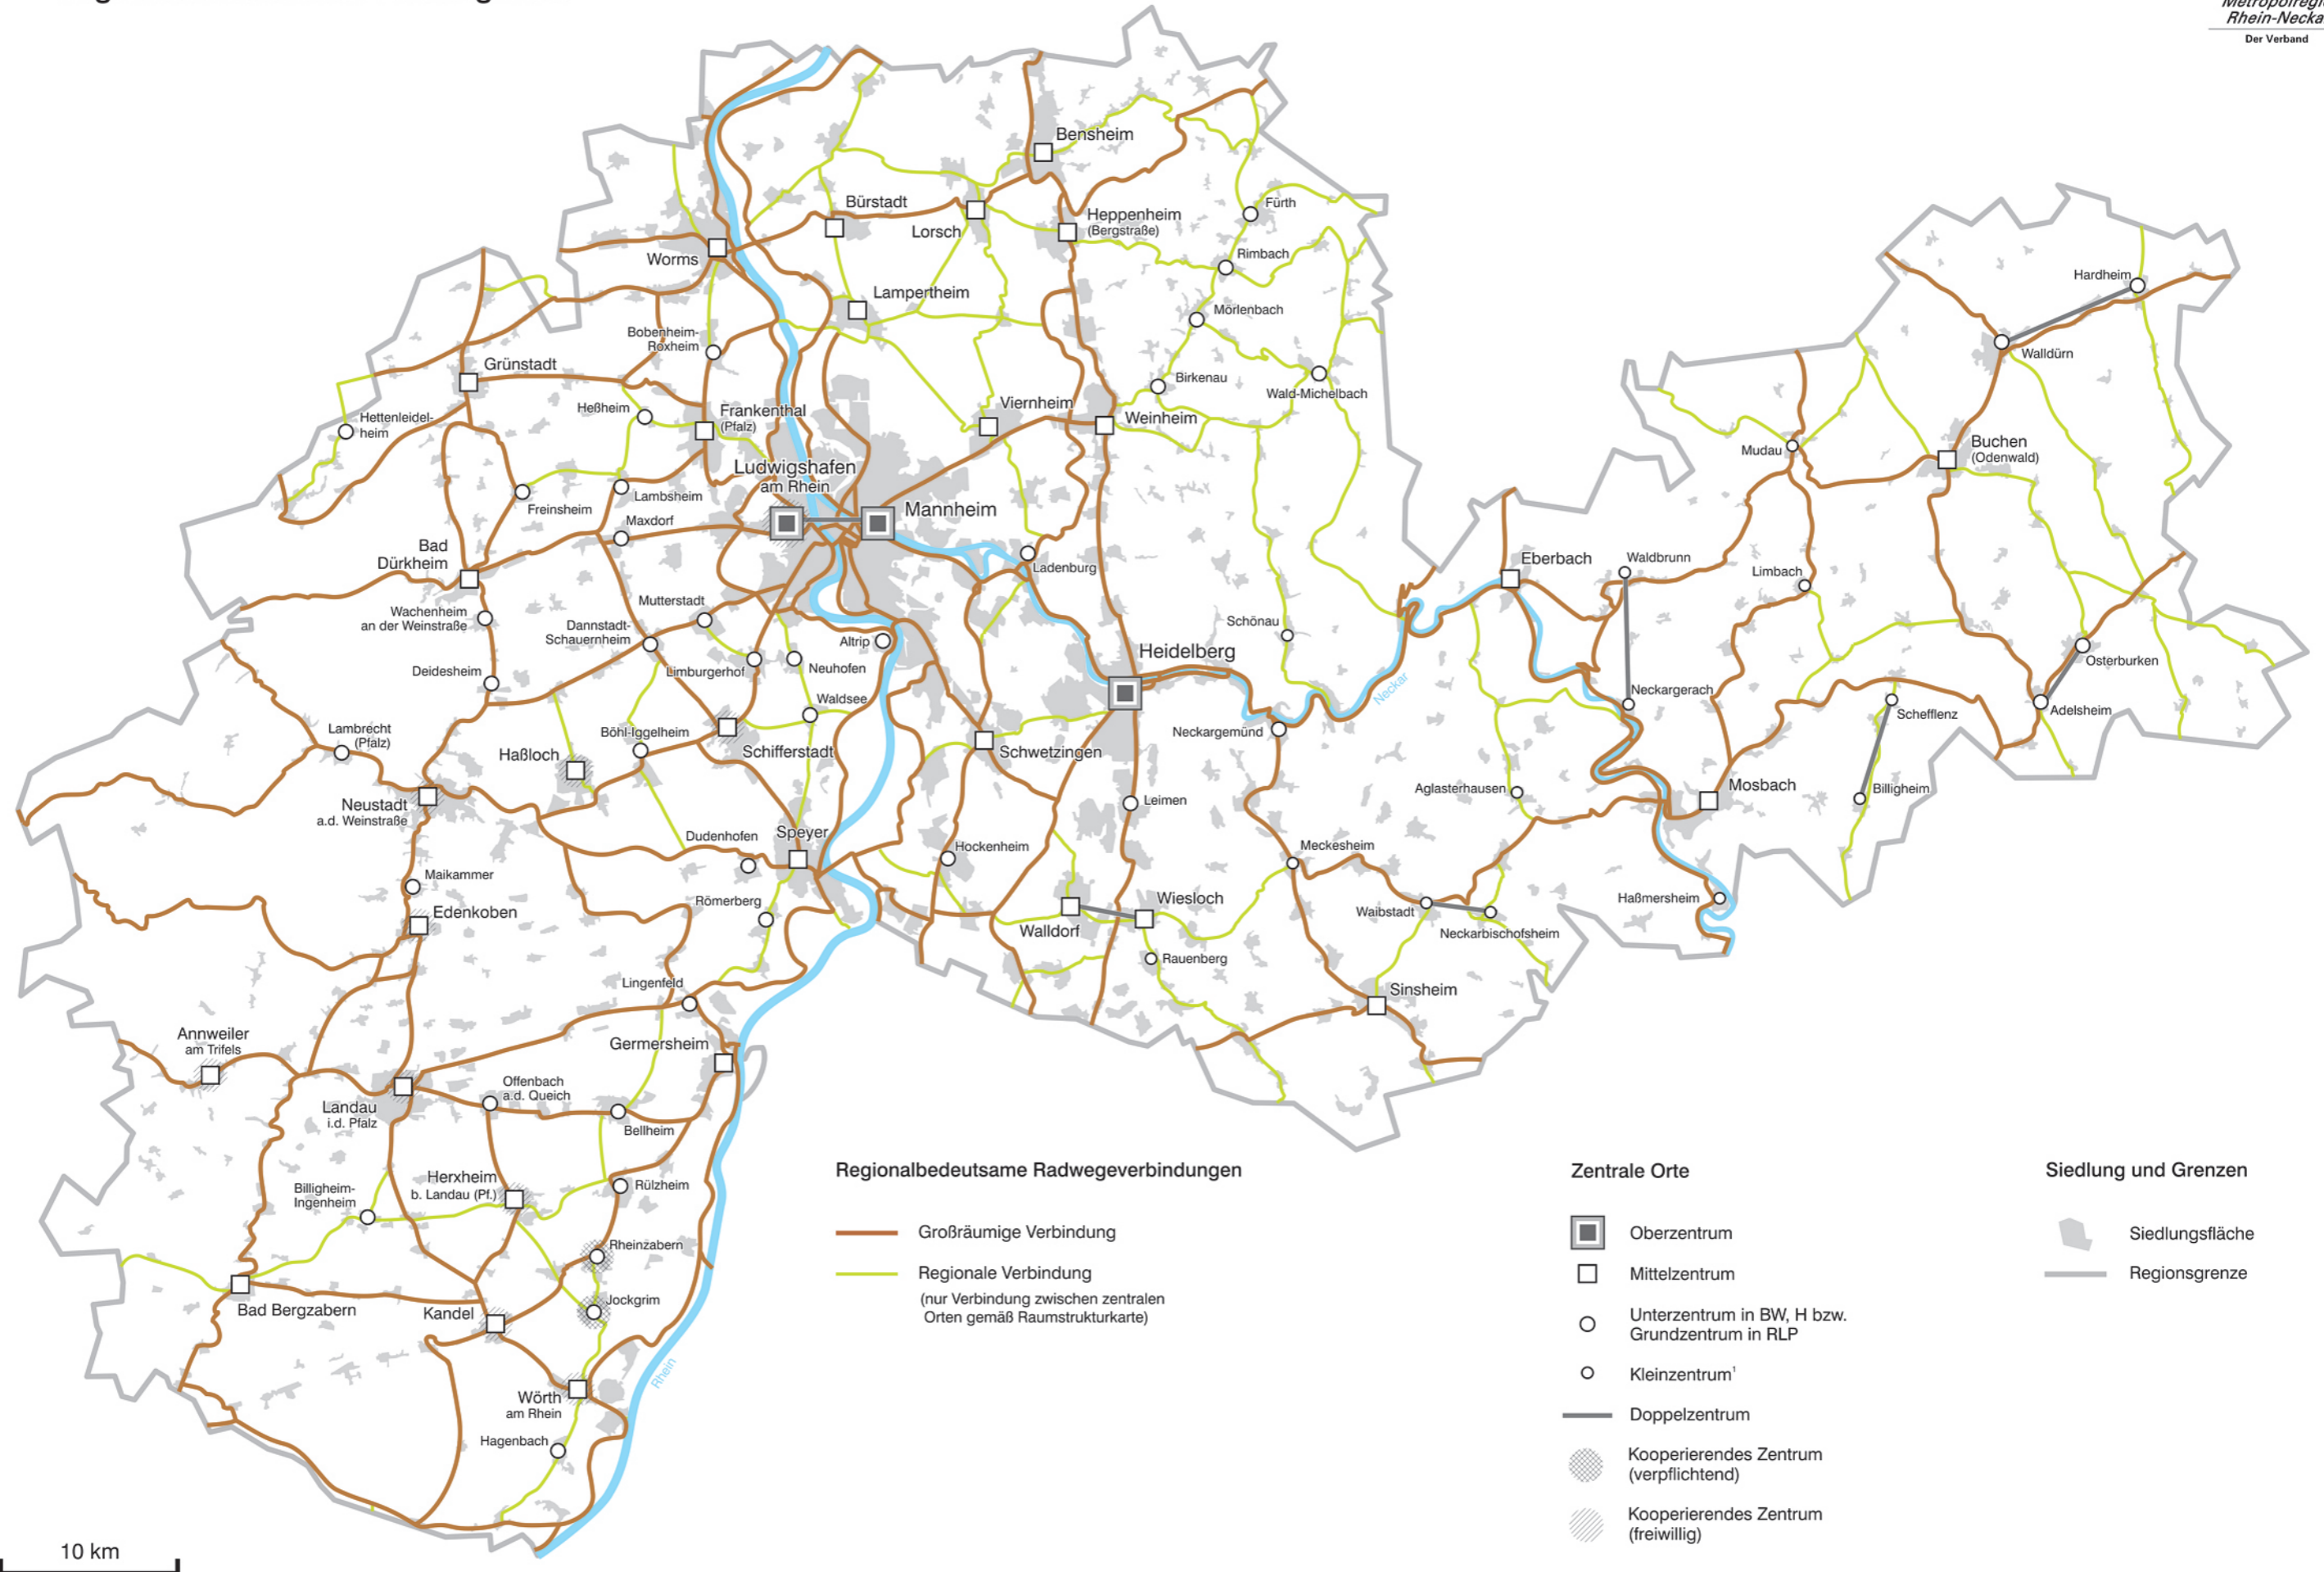 Rhein-Necka
Der Verband
Bensheim
Bürstadt
Fürth
Lorsch
Heppenheim
(Bergstraße)
Worms
Rimbach
Hardheim
Lampertheim
Mörlenbach
Bobenheim-
Roxheim
Walldürn
Grünstadt
Birkenau
Wald-Michelbach
Heßheim
Hettenleidel-
heim
Frankenthal
(Pfalz)
Viernheim
Weinheim
Mudau
Buchen
(Odenwald)
Ludwigshafen
am Rhein
Lambsheim
Freinsheim
Mannheim
Maxdorf
Bad
Dürkheim
Ladenburg
Eberbach
Waldbrunn
Limbach
Wachenheim
an der Weinstraße
Mutterstadt
Dannstadt-
Schauernheim
Altrip
Schönau
Limburgerhof
Neuhofen
Heidelberg
Osterburken
Deidesheim
Waldsee
Neckar
Neckargerach
Schefflenz
Adelsheim
Lambrecht
(Pfalz)
Böhl-Iggelheim
Neckargemünd
Haßloch
Schifferstadt
Schwetzingen
Neustadt
a.d. Weinstraße
Leimen
Aglasterhausen
Mosbach
Billigheim
Dudenhofen
Speyer
Hockenheim
Meckesheim
Maikammer
Edenkoben
Römerberg
Wiesloch
Walldorf
Waibstadt
Neckarbischofsheim
Haßmersheim
Rauenberg
Lingenfeld
Sinsheim
Annweiler
am Trifels
Germersheim
Offenbach
a.d. Queich
Landau
i.d. Pfalz
Bellheim
Herxheim
b. Landau (Pf.)
Billigheim-
Ingenheim
Rülzheim
Rheinzabern
Jockgrim
Bad Bergzabern
Kandel
Rhein
Wörth
am Rhein
Hagenbach
10 km
Regionalbedeutsame Radwegeverbindungen
Großräumige Verbindung
Regionale Verbindung
(nur Verbindung zwischen zentralen
Orten gemäß Raumstrukturkarte)
Zentrale Orte
Oberzentrum
Mittelzentrum
Unterzentrum in BW, H bzw.
Grundzentrum in RLP
Kleinzentrum¹
Doppelzentrum
Kooperierendes Zentrum
(verpflichtend)
Kooperierendes Zentrum
(freiwillig)
Siedlung und Grenzen
Siedlungsfläche
Regionsgrenze